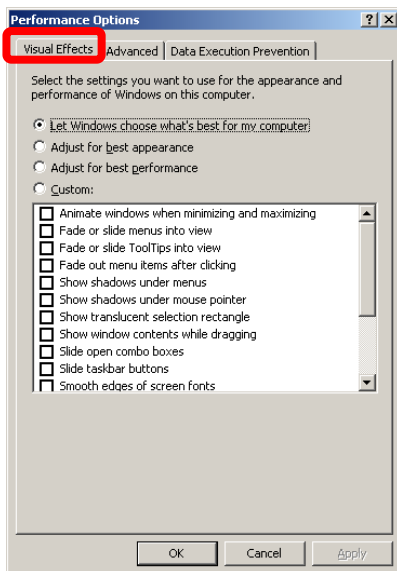 Performance Options
Visual Effects Advanced Data Execution Prevention
Select the settings you want to use for the appearance and
performance of Windows on this computer.
Let Windows choose what's best for my computer
Adjust for best appearance
Adjust for best performance
Custom:
Animate windows when minimizing and maximizing
Fade or slide menus into view
Fade or slide ToolTips into view
Fade out menu items after clicking
Show shadows under menus
Show shadows under mouse pointer
Show translucent selection rectangle
Show window contents while dragging
Slide open combo boxes
Slide taskbar buttons
Smooth edges of screen fonts
OK Cancel Apply